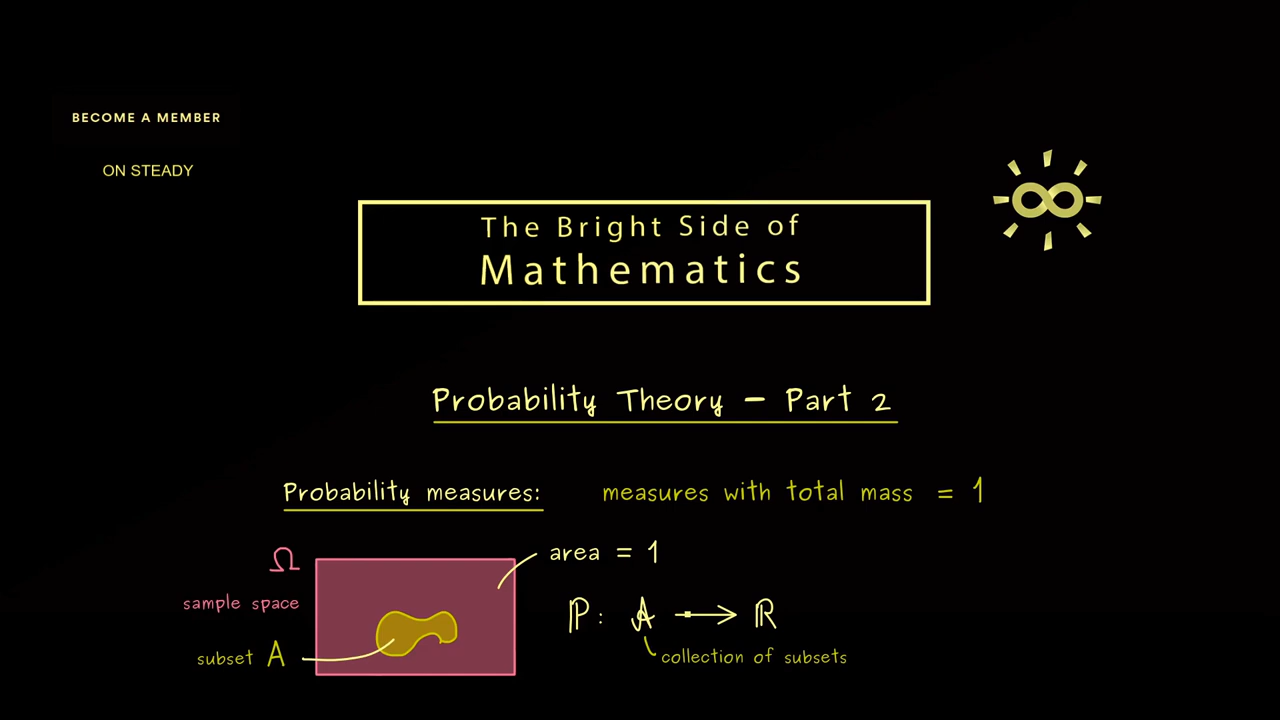 BECOME A MEMBER
ON STEADY
The Bright Side of
Mathematics
Probability Theory – Part 2
Probability measures: measures with total mass = 1
Ω
area = 1
sample space
ℙ: 𝒜 ⟶ ℝ
subset A
collection of subsets